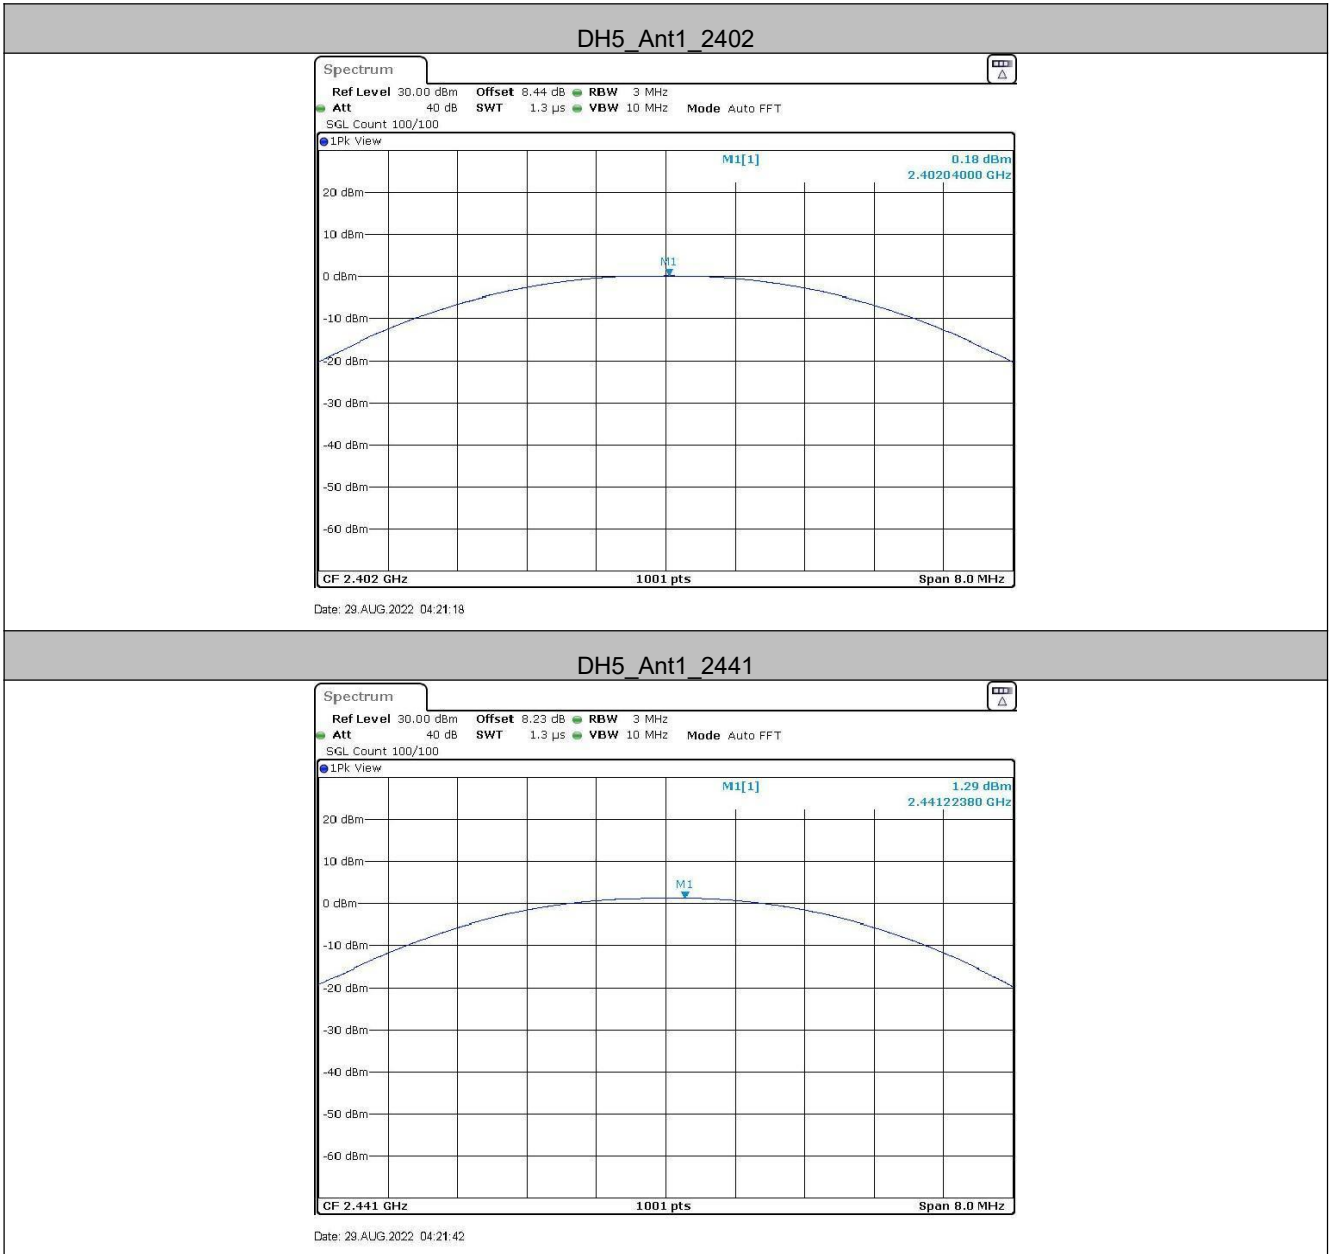 DH5_Ant1_2402
Spectrum
Ref Level 30.00 dBm Offset 8.44 dB RBW 3 MHz
Att 40 dB SWT 1.3 µs VBW 10 MHz Mode Auto FFT
SGL Count 100/100
1Pk View
M1[1] 0.18 dBm
2.40204000 GHz
20 dBm
10 dBm
M1
0 dBm
-10 dBm
-20 dBm
-30 dBm
-40 dBm
-50 dBm
-60 dBm
CF 2.402 GHz 1001 pts Span 8.0 MHz
Date: 29.AUG.2022 04:21:18
DH5_Ant1_2441
Spectrum
Ref Level 30.00 dBm Offset 8.23 dB RBW 3 MHz
Att 40 dB SWT 1.3 µs VBW 10 MHz Mode Auto FFT
SGL Count 100/100
1Pk View
M1[1] 1.29 dBm
2.44122380 GHz
20 dBm
10 dBm
M1
0 dBm
-10 dBm
-20 dBm
-30 dBm
-40 dBm
-50 dBm
-60 dBm
CF 2.441 GHz 1001 pts Span 8.0 MHz
Date: 29.AUG.2022 04:21:42